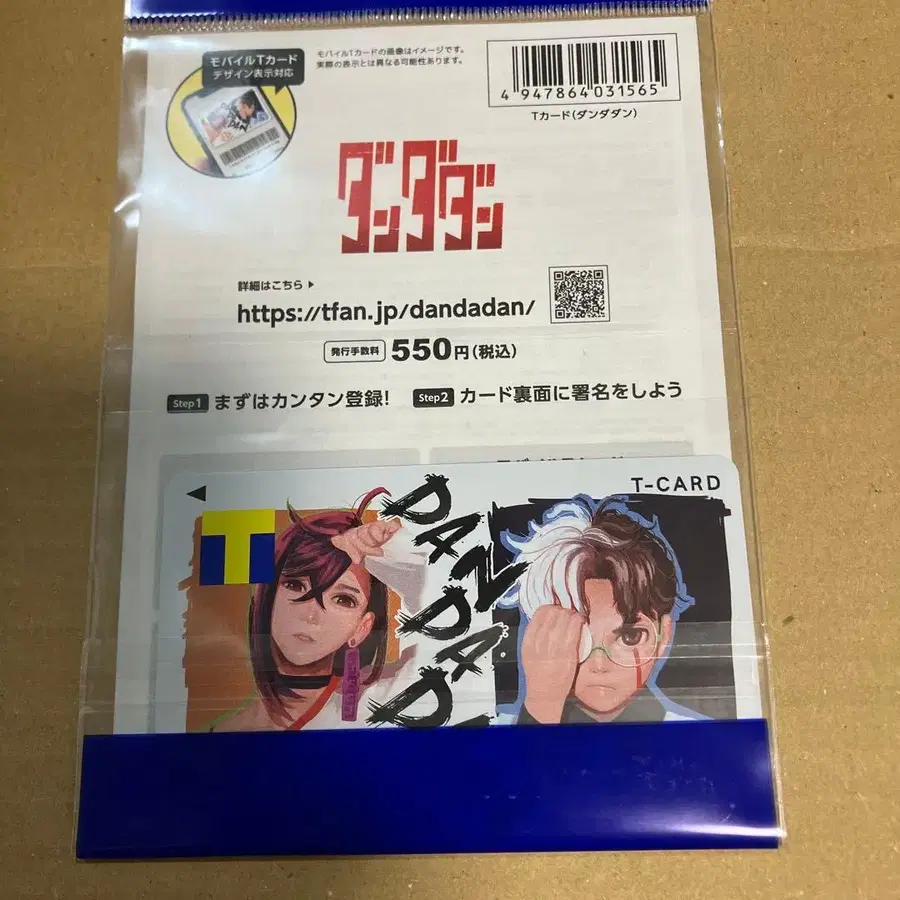 モバイルTカード
デザイン表示対応
モバイルTカードの画像はイメージです。
実際の表示とは異なる可能性あります。
4 947864 031565
Tカード(ダンダダン)
ダンダダン
詳細はこちら ▶
https://tfan.jp/dandadan/
発行手数料 550円(税込)
Step1 まずはカンタン登録!
Step2 カード裏面に署名をしよう
T-CARD
T
DAN
DADA